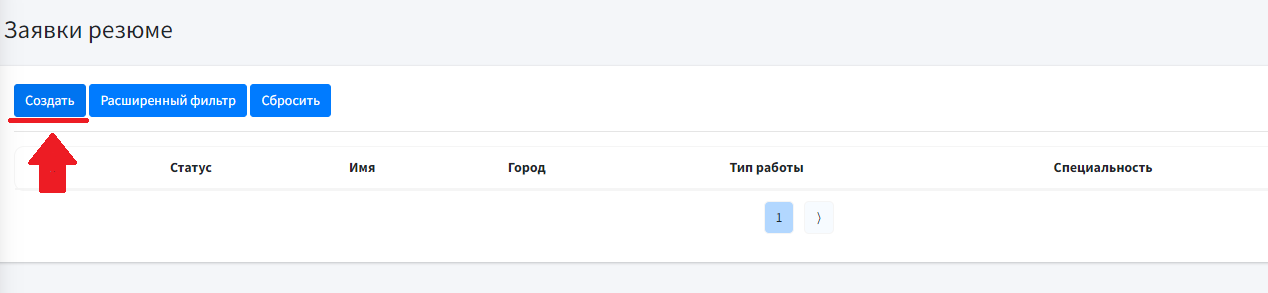 Заявки резюме
Создать Расширенный фильтр Сбросить
Статус Имя Город Тип работы Специальность
1 ⟩